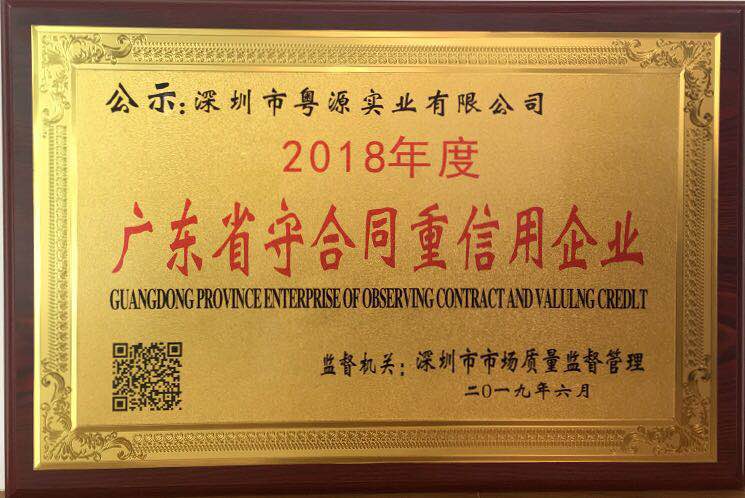 公示:深圳市粤源实业有限公司
2018年度
广东省守合同重信用企业
GUANGDONG PROVINCE ENTERPRISE OF OBSERVING CONTRACT AND VALULNG CREDLT
监督机关:深圳市市场质量监督管理
二0一九年六月